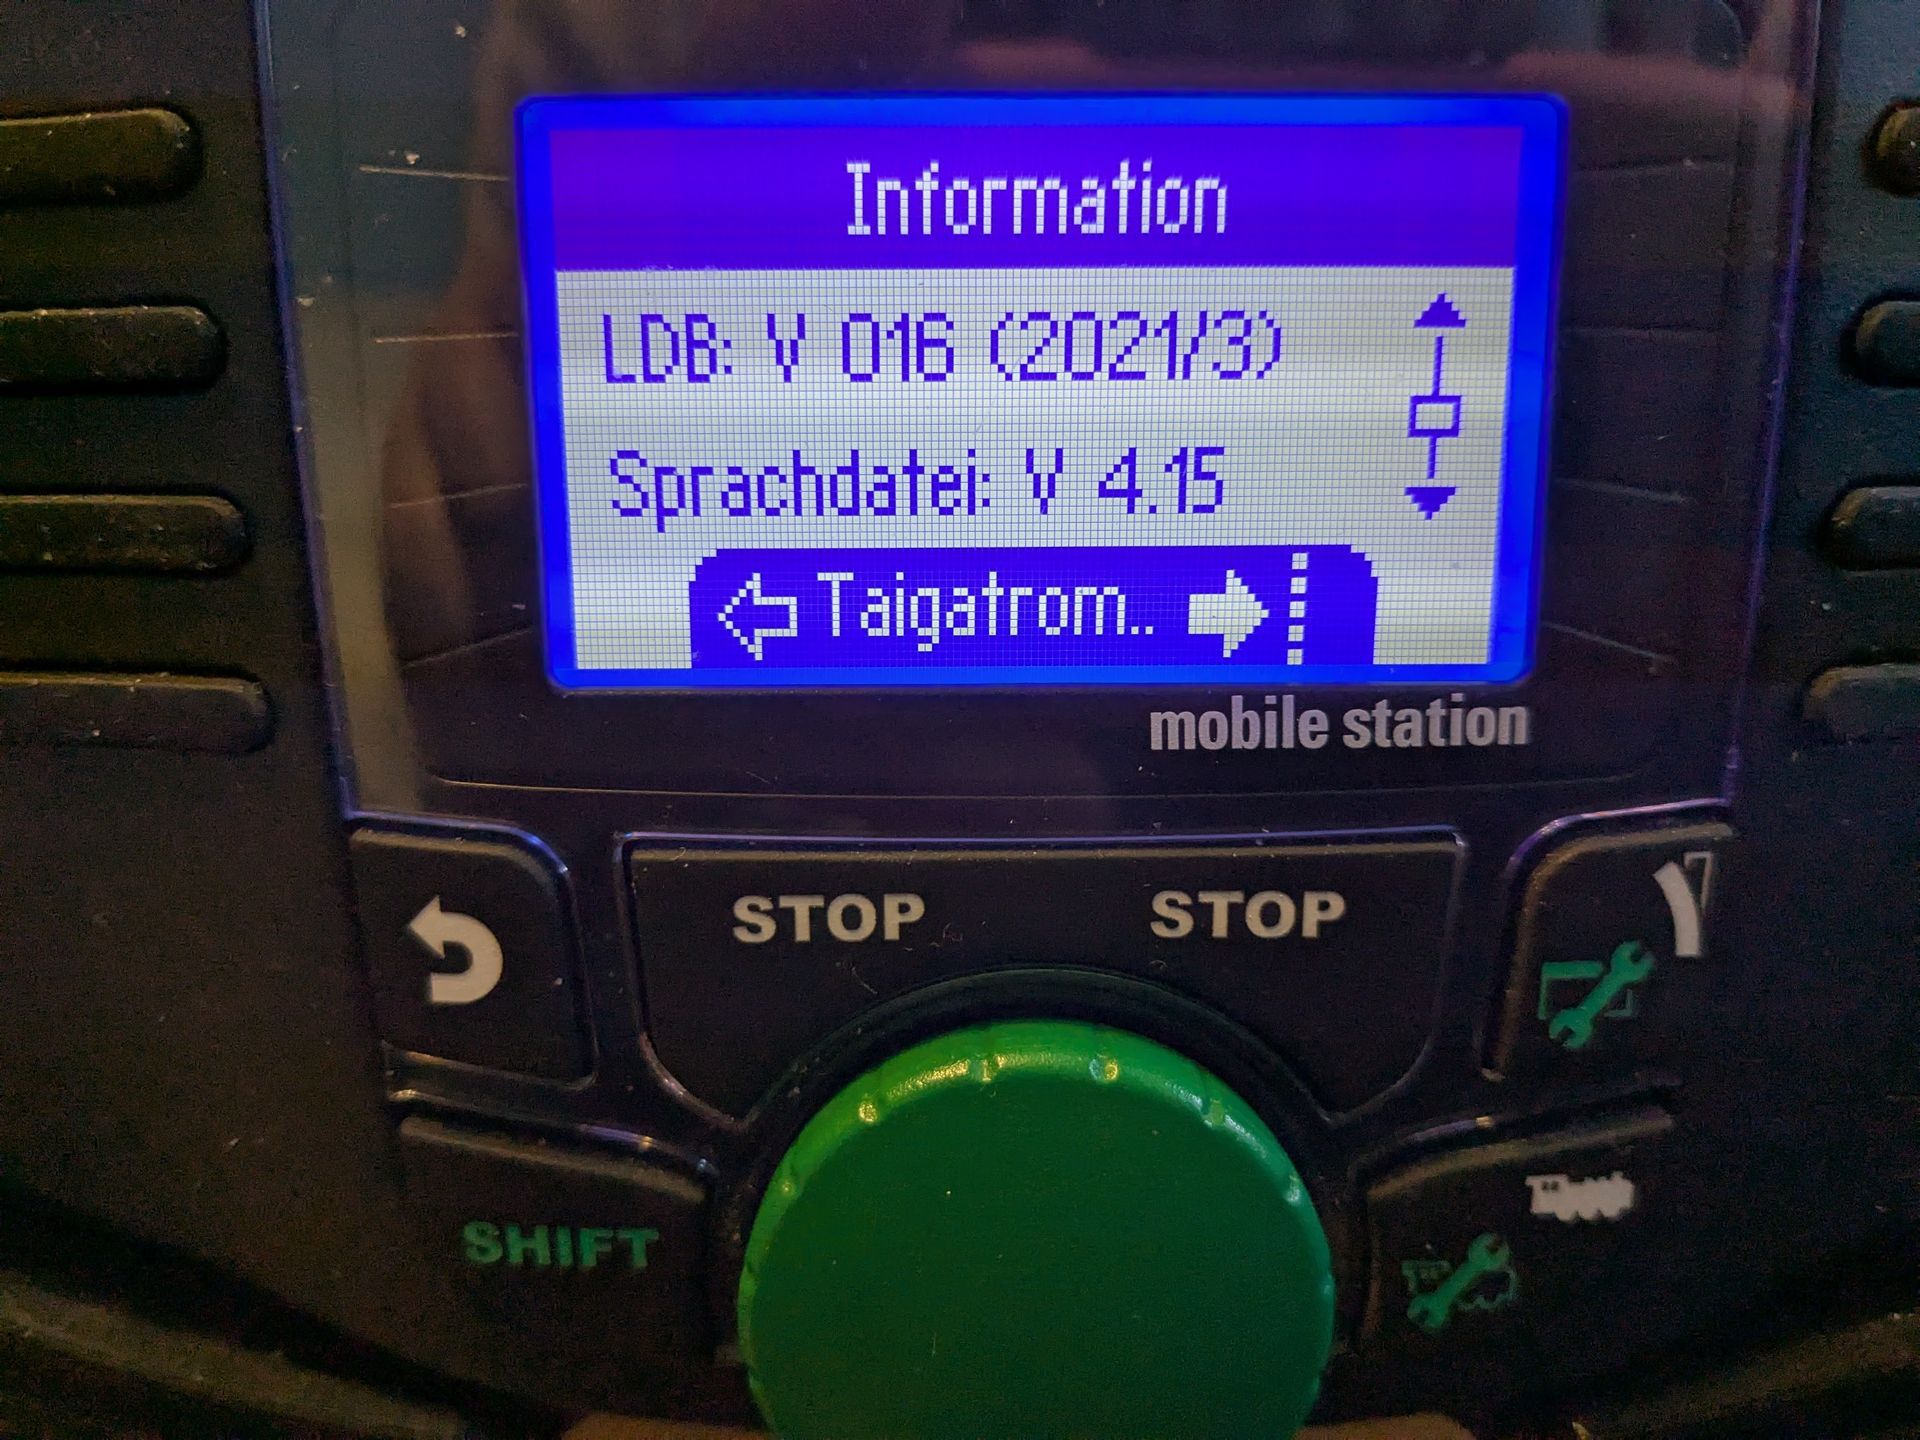 Information
LDB: V 016 (2021/3)
Sprachdatei: V 4.15
Taigatrom..
mobile station
STOP STOP
SHIFT